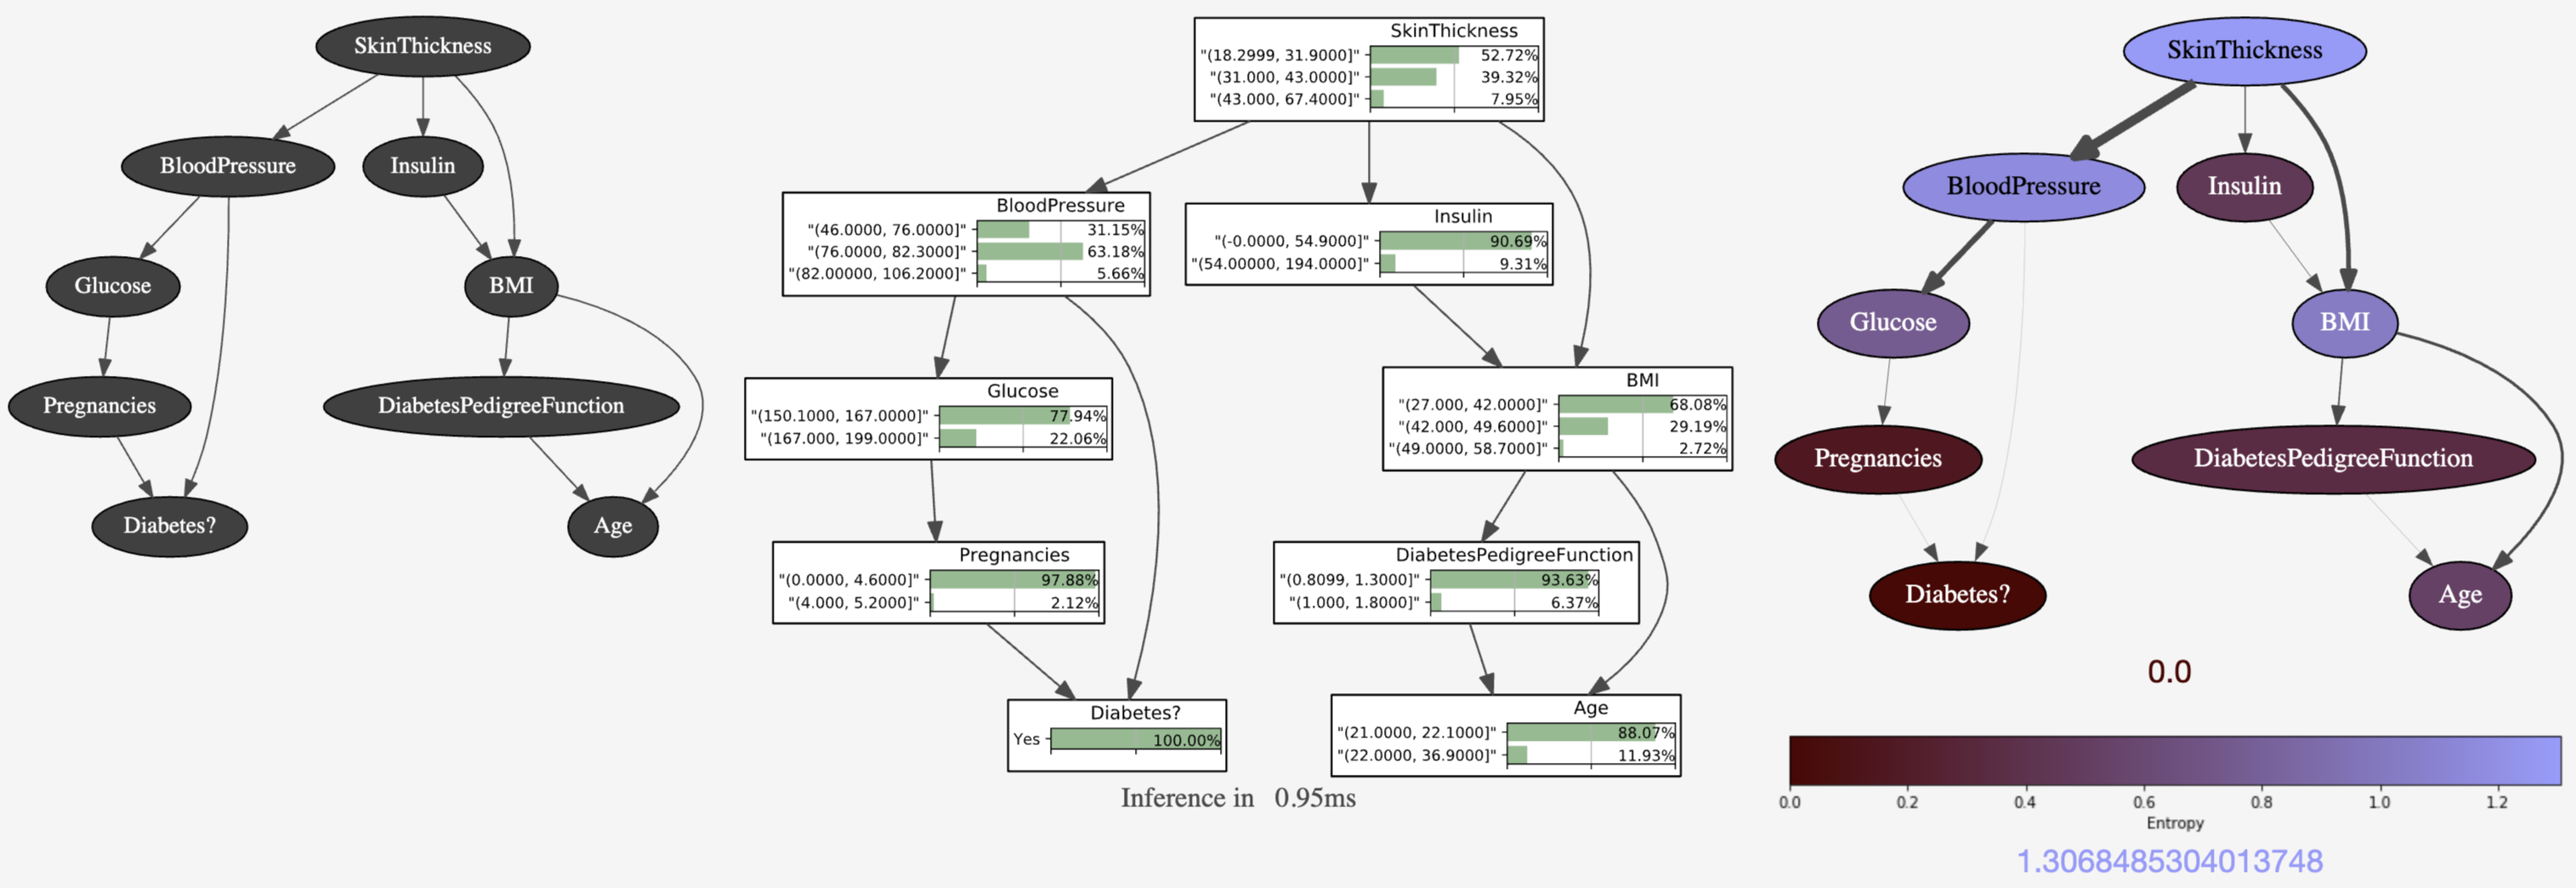 SkinThickness
BloodPressure
Insulin
Glucose
BMI
Pregnancies
DiabetesPedigreeFunction
Diabetes?
Age
SkinThickness
"(18.2999, 31.9000]" 52.72%
"(31.000, 43.0000]" 39.32%
"(43.000, 67.4000]" 7.95%
BloodPressure
"(46.0000, 76.0000]" 31.15%
"(76.0000, 82.3000]" 63.18%
"(82.00000, 106.2000]" 5.66%
Insulin
"(-0.0000, 54.9000]" 90.69%
"(54.00000, 194.0000]" 9.31%
Glucose
"(150.1000, 167.0000]" 77.94%
"(167.000, 199.0000]" 22.06%
BMI
"(27.000, 42.0000]" 68.08%
"(42.000, 49.6000]" 29.19%
"(49.0000, 58.7000]" 2.72%
Pregnancies
"(0.0000, 4.6000]" 97.88%
"(4.000, 5.2000]" 2.12%
DiabetesPedigreeFunction
"(0.8099, 1.3000]" 93.63%
"(1.000, 1.8000]" 6.37%
Diabetes?
Yes 100.00%
Age
"(21.0000, 22.1000]" 88.07%
"(22.0000, 36.9000]" 11.93%
Inference in 0.95ms
SkinThickness
BloodPressure
Insulin
Glucose
BMI
Pregnancies
DiabetesPedigreeFunction
Diabetes?
Age
0.0
0.0 0.2 0.4 0.6 0.8 1.0 1.2
Entropy
1.3068485304013748